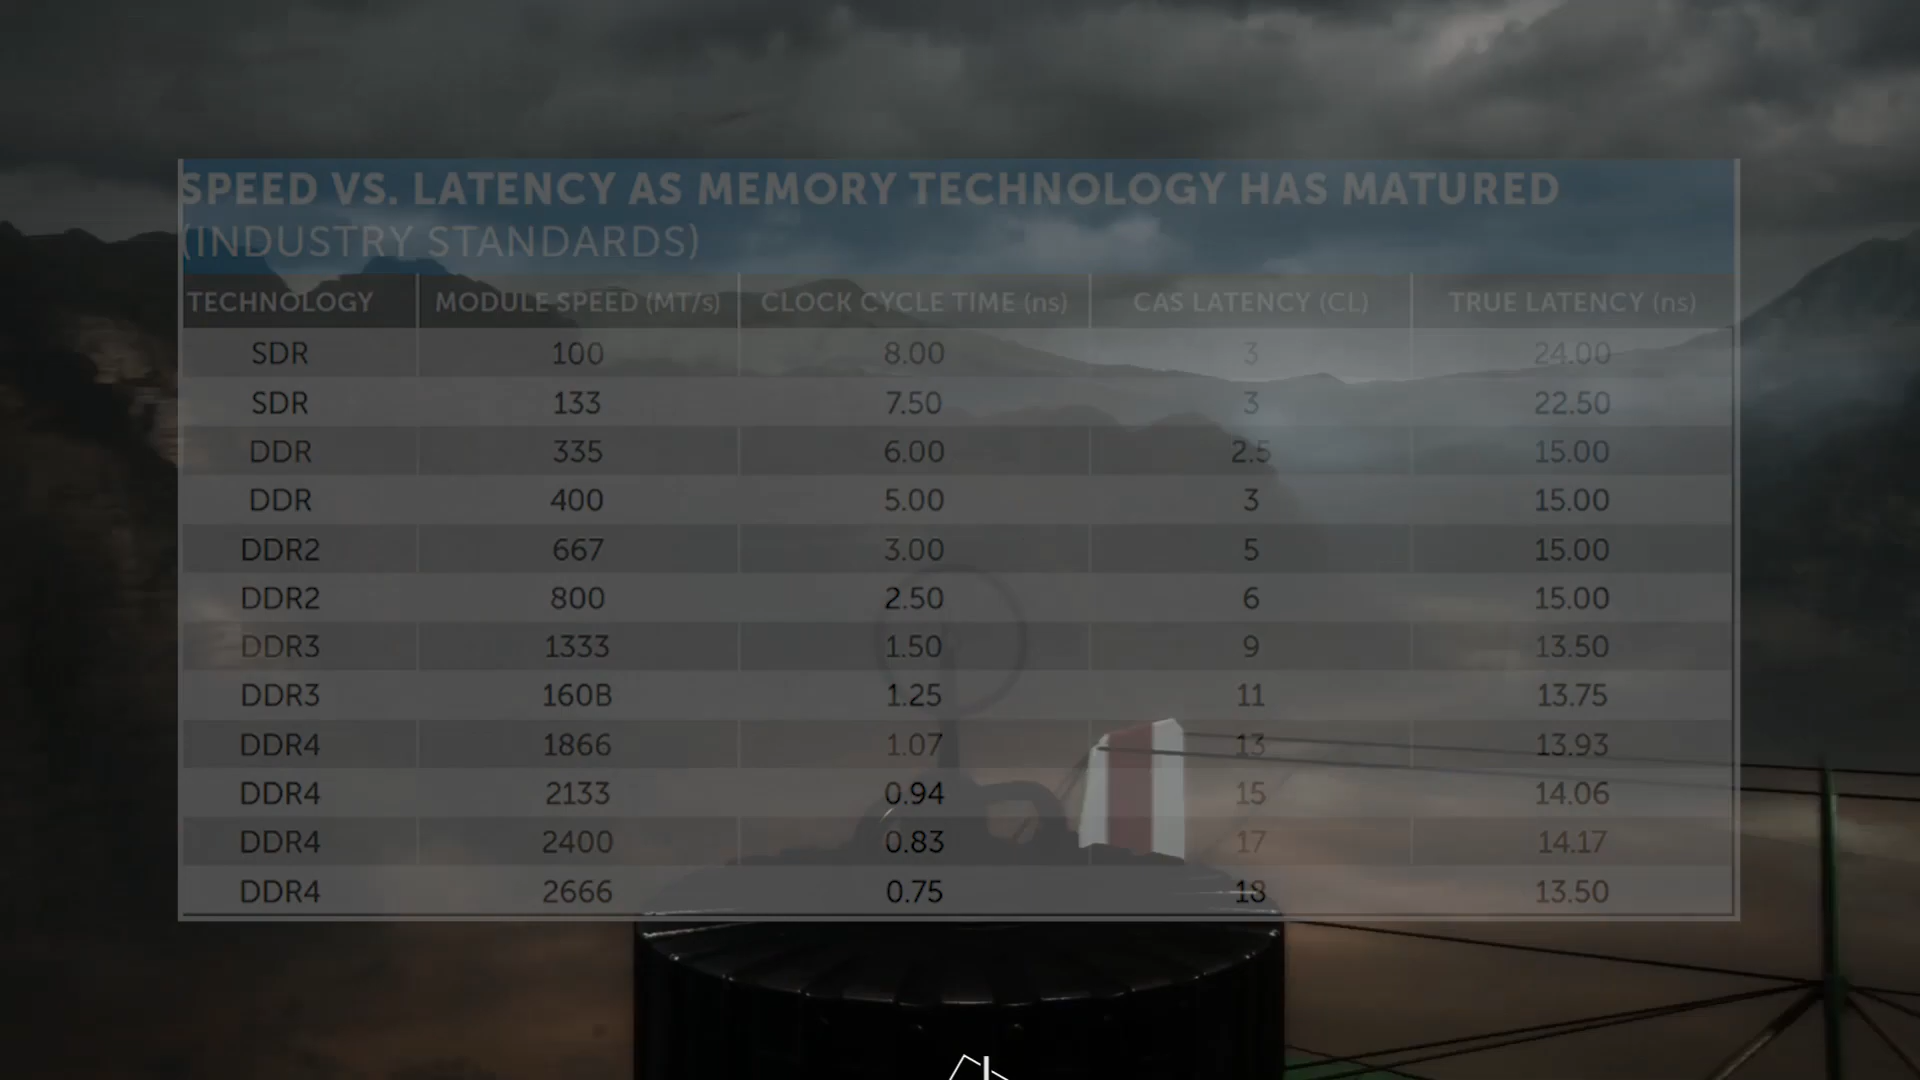 SPEED VS. LATENCY AS MEMORY TECHNOLOGY HAS MATURED
(INDUSTRY STANDARDS)
TECHNOLOGY MODULE SPEED (MT/s) CLOCK CYCLE TIME (ns) CAS LATENCY (CL) TRUE LATENCY (ns)
SDR 100 8.00 3 24.00
SDR 133 7.50 3 22.50
DDR 335 6.00 2.5 15.00
DDR 400 5.00 3 15.00
DDR2 667 3.00 5 15.00
DDR2 800 2.50 6 15.00
DDR3 1333 1.50 9 13.50
DDR3 160B 1.25 11 13.75
DDR4 1866 1.07 13 13.93
DDR4 2133 0.94 15 14.06
DDR4 2400 0.83 17 14.17
DDR4 2666 0.75 18 13.50